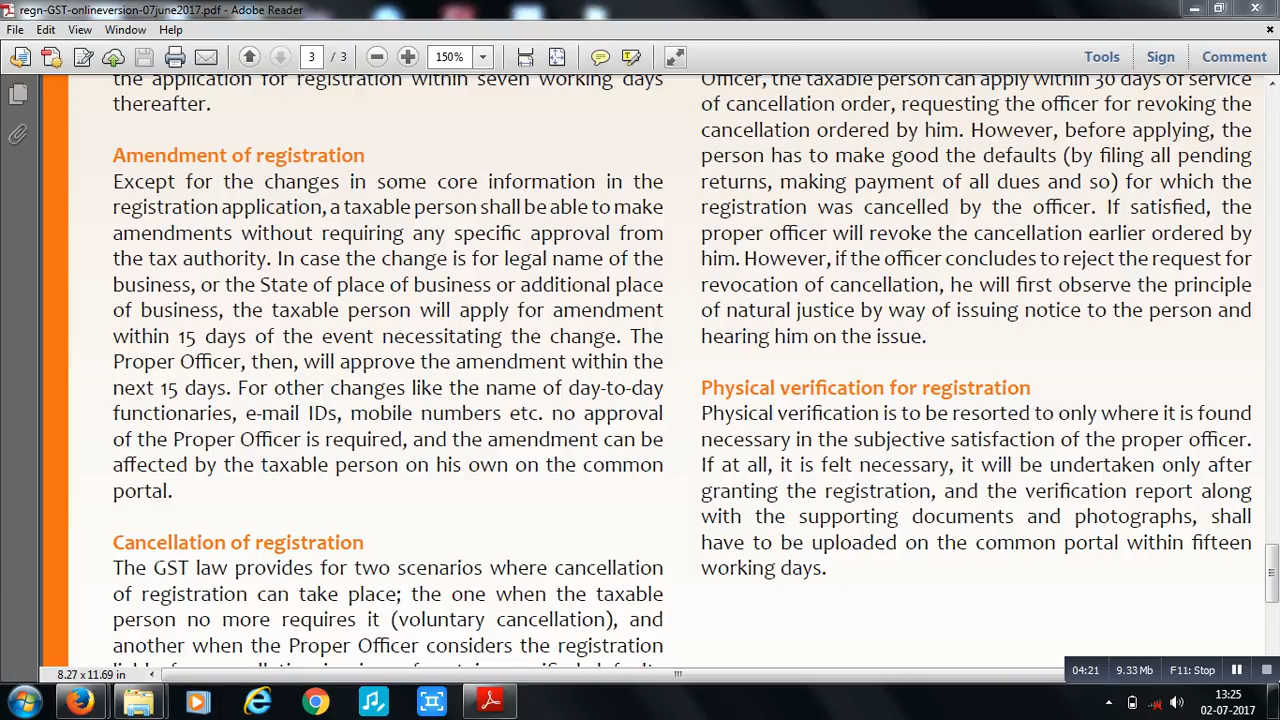 regn-GST-onlineversion-07june2017.pdf - Adobe Reader
File Edit View Window Help
3 / 3 150% Tools Sign Comment
the application for registration within seven working days
thereafter.
Amendment of registration
Except for the changes in some core information in the
registration application, a taxable person shall be able to make
amendments without requiring any specific approval from
the tax authority. In case the change is for legal name of the
business, or the State of place of business or additional place
of business, the taxable person will apply for amendment
within 15 days of the event necessitating the change. The
Proper Officer, then, will approve the amendment within the
next 15 days. For other changes like the name of day-to-day
functionaries, e-mail IDs, mobile numbers etc. no approval
of the Proper Officer is required, and the amendment can be
affected by the taxable person on his own on the common
portal.
Cancellation of registration
The GST law provides for two scenarios where cancellation
of registration can take place; the one when the taxable
person no more requires it (voluntary cancellation), and
another when the Proper Officer considers the registration
Officer, the taxable person can apply within 30 days of service
of cancellation order, requesting the officer for revoking the
cancellation ordered by him. However, before applying, the
person has to make good the defaults (by filing all pending
returns, making payment of all dues and so) for which the
registration was cancelled by the officer. If satisfied, the
proper officer will revoke the cancellation earlier ordered by
him. However, if the officer concludes to reject the request for
revocation of cancellation, he will first observe the principle
of natural justice by way of issuing notice to the person and
hearing him on the issue.
Physical verification for registration
Physical verification is to be resorted to only where it is found
necessary in the subjective satisfaction of the proper officer.
If at all, it is felt necessary, it will be undertaken only after
granting the registration, and the verification report along
with the supporting documents and photographs, shall
have to be uploaded on the common portal within fifteen
working days.
8.27 x 11.69 in
04:21 9.33 Mb F11: Stop
13:25
02-07-2017